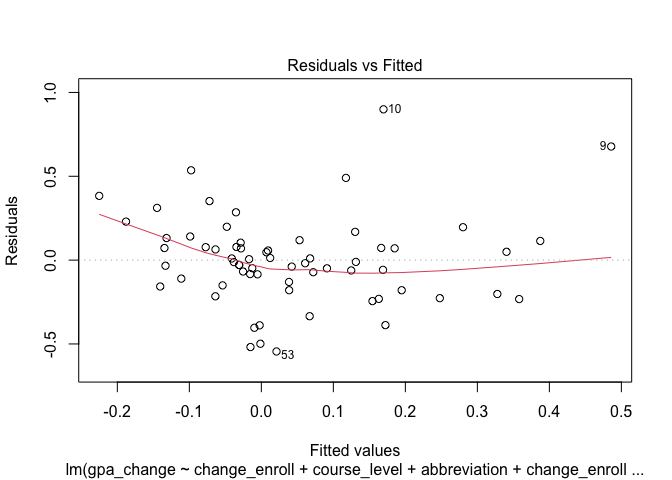 Residuals vs Fitted
Residuals
1.0
0.5
0.0
-0.5
10
9
53
-0.2 -0.1 0.0 0.1 0.2 0.3 0.4 0.5
Fitted values
lm(gpa_change ~ change_enroll + course_level + abbreviation + change_enroll ...